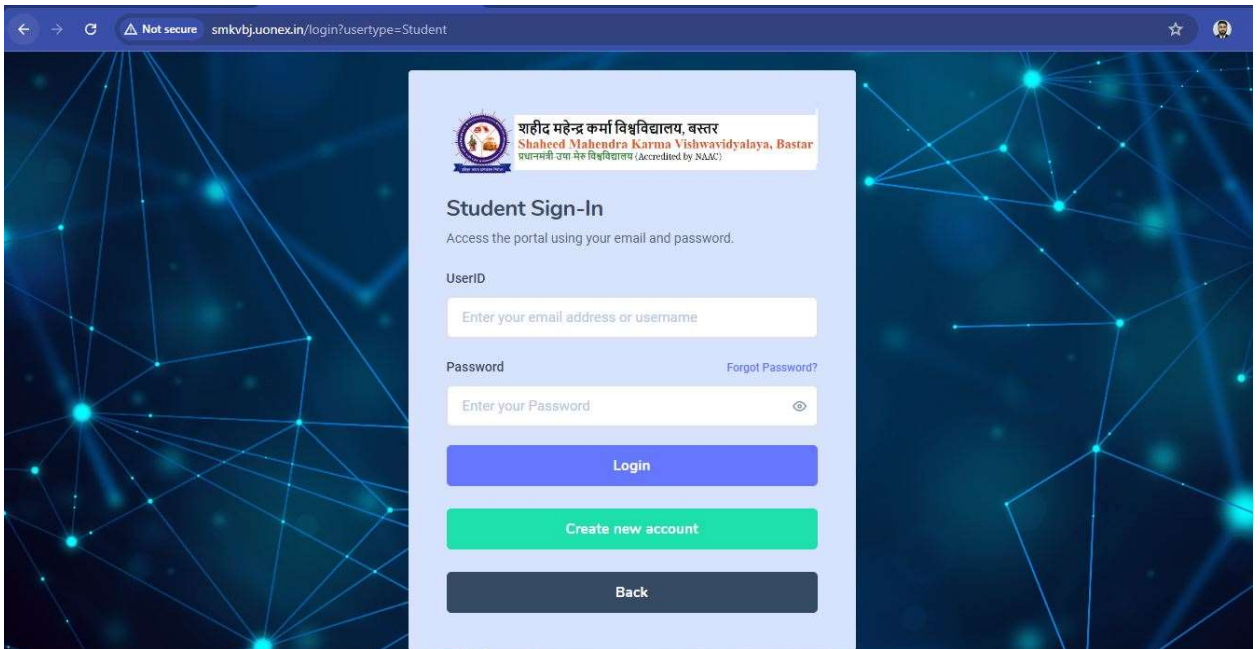 Not secure smkvbj.uonex.in/login?usertype=Student
शहीद महेन्द्र कर्मा विश्वविद्यालय, बस्तर
Shaheed Mahendra Karma Vishwavidyalaya, Bastar
प्रधानमंत्री उषा-मेरु विश्वविद्यालय (Accredited by NAAC)
Student Sign-In
Access the portal using your email and password.
UserID
Enter your email address or username
Password Forgot Password?
Enter your Password
Login
Create new account
Back